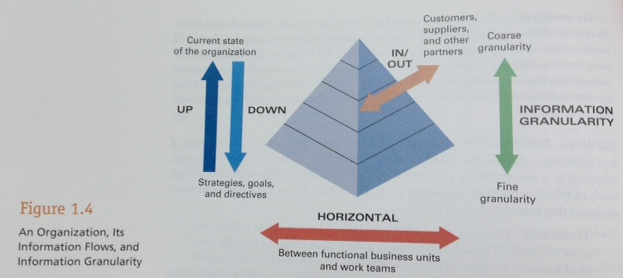 Current state
of the organization
UP
DOWN
Strategies, goals,
and directives
IN/
OUT
Customers,
suppliers,
and other
partners
Coarse
granularity
INFORMATION
GRANULARITY
Fine
granularity
HORIZONTAL
Between functional business units
and work teams
Figure 1.4
An Organization, Its
Information Flows, and
Information Granularity